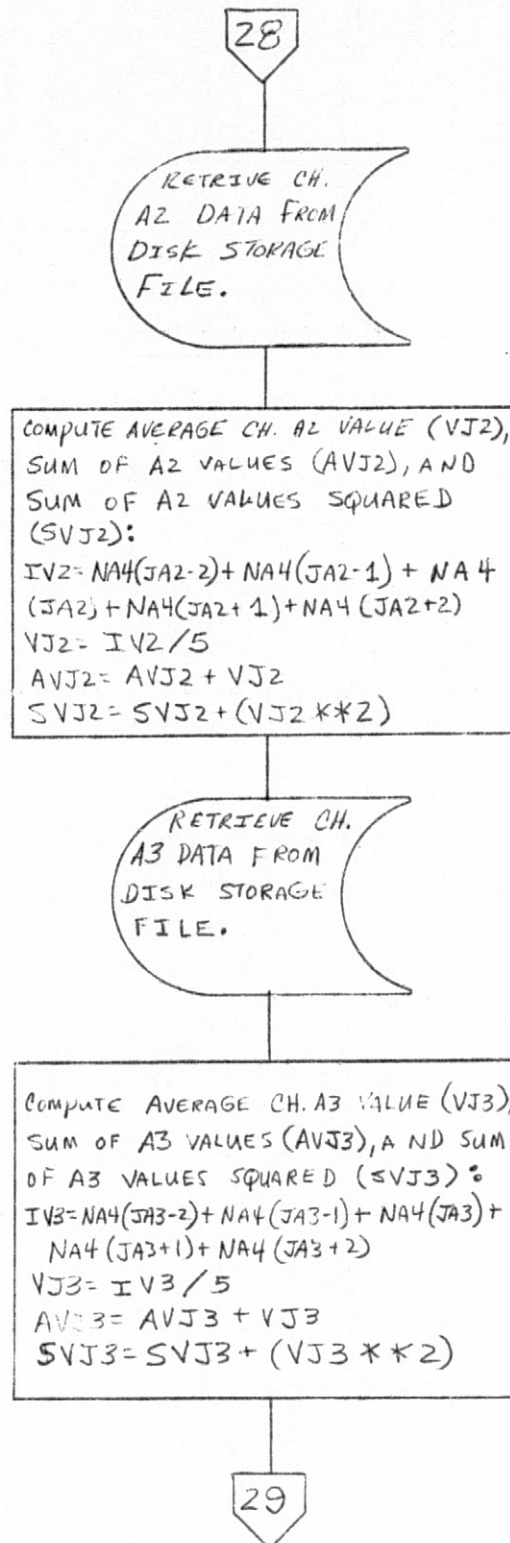 28
RETRIVE CH.
A2 DATA FROM
DISK STORAGE
FILE.
COMPUTE AVERAGE CH. A2 VALUE (VJ2),
SUM OF A2 VALUES (AVJ2), AND
SUM OF A2 VALUES SQUARED
(SVJ2):
IV2=NA4(JA2-2)+NA4(JA2-1)+NA4
(JA2)+NA4(JA2+1)+NA4(JA2+2)
VJ2=IV2/5
AVJ2=AVJ2+VJ2
SVJ2=SVJ2+(VJ2**2)
RETRIEVE CH.
A3 DATA FROM
DISK STORAGE
FILE.
COMPUTE AVERAGE CH. A3 VALUE (VJ3),
SUM OF A3 VALUES (AVJ3), AND SUM
OF A3 VALUES SQUARED (SVJ3):
IV3=NA4(JA3-2)+NA4(JA3-1)+NA4(JA3)+
NA4(JA3+1)+NA4(JA3+2)
VJ3=IV3/5
AVJ3=AVJ3+VJ3
SVJ3=SVJ3+(VJ3**2)
29